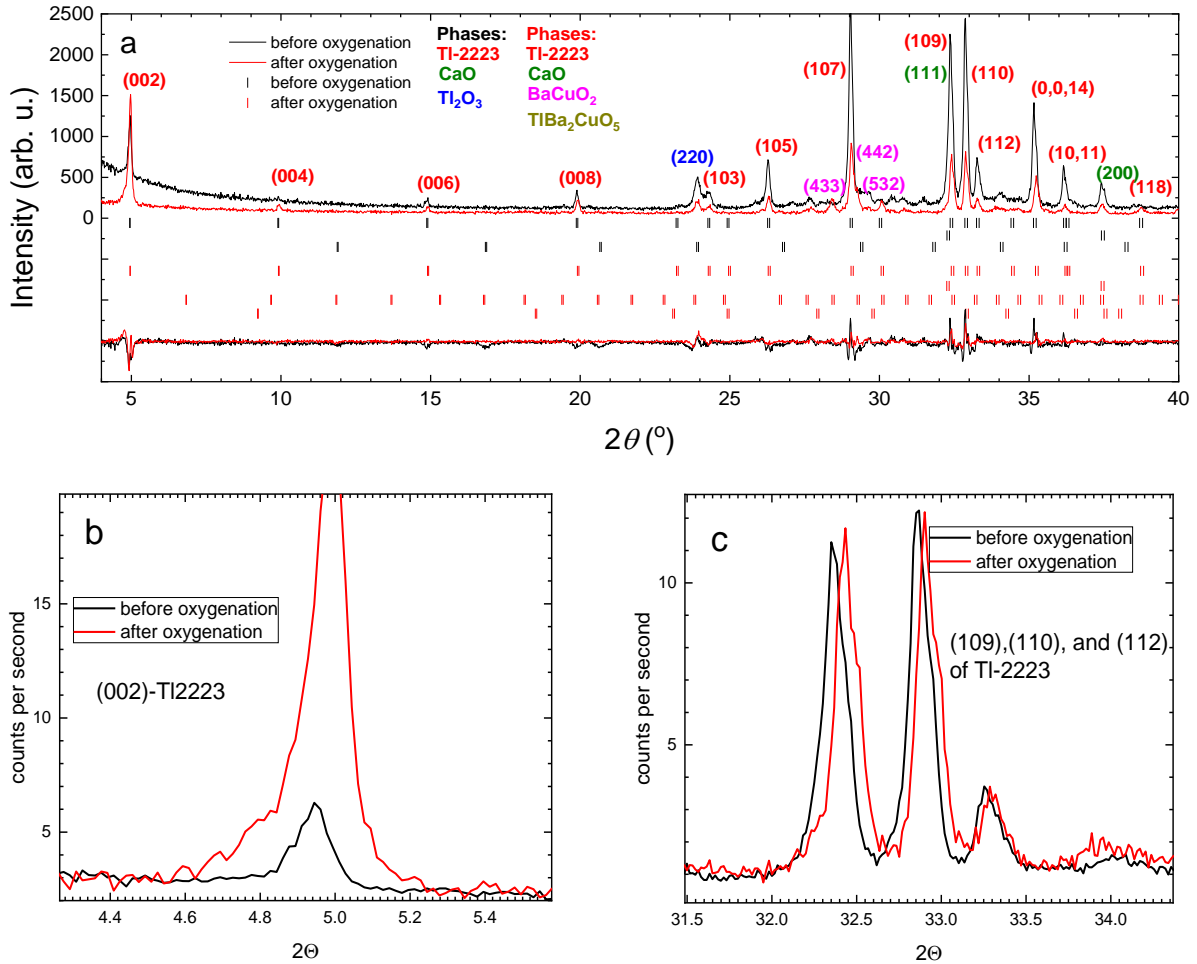 a
before oxygenation
after oxygenation
before oxygenation
after oxygenation
Phases:
Tl-2223
CaO
Tl2O3
Phases:
Tl-2223
CaO
BaCuO2
TlBa2CuO5
(002)
(004)
(006)
(008)
(220)
(103)
(105)
(107)
(433)
(442)
(532)
(109)
(111)
(110)
(112)
(0,0,14)
(10,11)
(200)
(118)
2500
2000
1500
1000
500
0
Intensity (arb. u.)
5 10 15 20 25 30 35 40
2θ (º)
b
before oxygenation
after oxygenation
(002)-Tl2223
15
10
5
counts per second
4.4 4.6 4.8 5.0 5.2 5.4
2Θ
c
before oxygenation
after oxygenation
(109),(110), and (112)
of Tl-2223
10
5
counts per second
31.5 32.0 32.5 33.0 33.5 34.0
2Θ